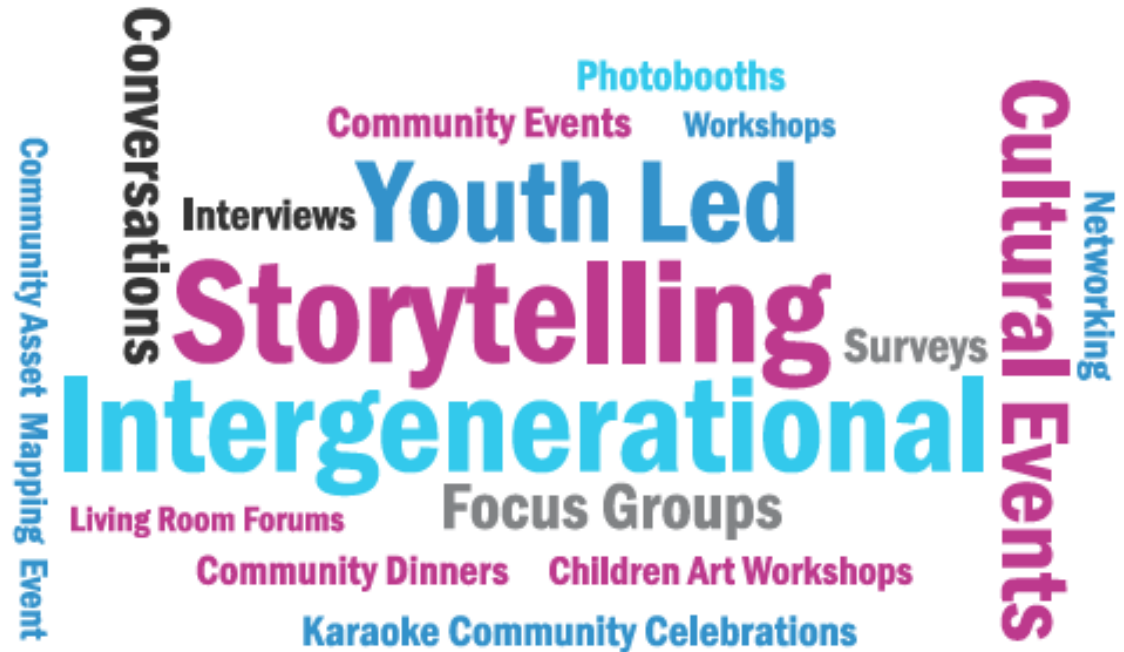 Conversations
Photobooths
Community Events
Workshops
Cultural Events
Community Asset Mapping Event
Networking
Interviews
Youth Led
Storytelling
Surveys
Intergenerational
Focus Groups
Living Room Forums
Community Dinners
Children Art Workshops
Karaoke Community Celebrations